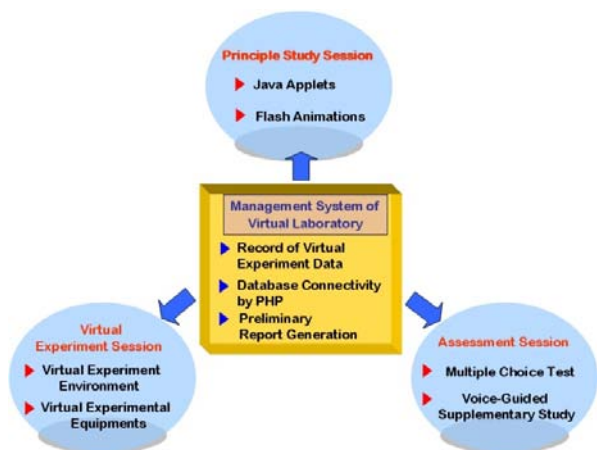 Principle Study Session
Java Applets
Flash Animations
Management System of
Virtual Laboratory
Record of Virtual
Experiment Data
Database Connectivity
by PHP
Preliminary
Report Generation
Virtual
Experiment Session
Virtual Experiment
Environment
Virtual Experimental
Equipments
Assessment Session
Multiple Choice Test
Voice-Guided
Supplementary Study